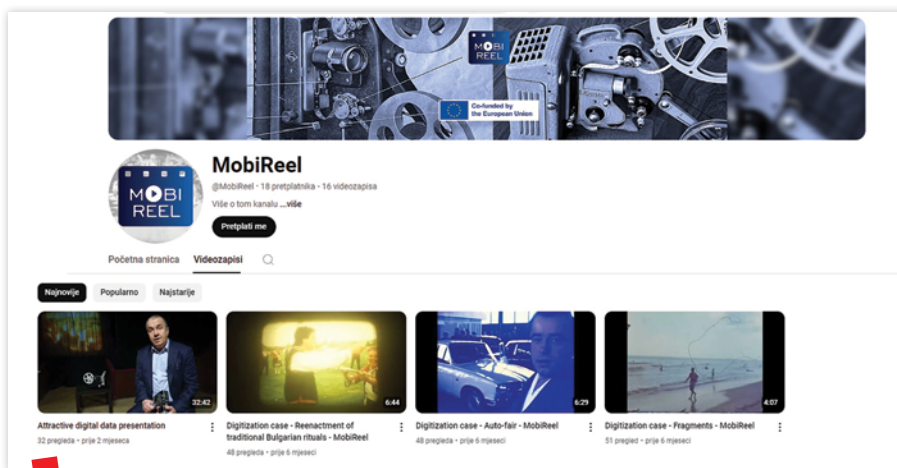 MOBI
REEL
Co-funded by
the European Union
MOBI
REEL
MobiReel
@MobiReel • 18 pretplatnika • 16 videozapisa
Više o tom kanalu ...više
Pretplati me
Početna stranica Videozapisi
Najnovije Popularno Najstarije
32:42 6:44 6:29 4:07
Attractive digital data presentation
32 pregleda • prije 2 mjeseca
Digitization case - Reenactment of
traditional Bulgarian rituals - MobiReel
48 pregleda • prije 6 mjeseci
Digitization case - Auto-fair - MobiReel
48 pregleda • prije 6 mjeseci
Digitization case - Fragments - MobiReel
51 pregled • prije 6 mjeseci